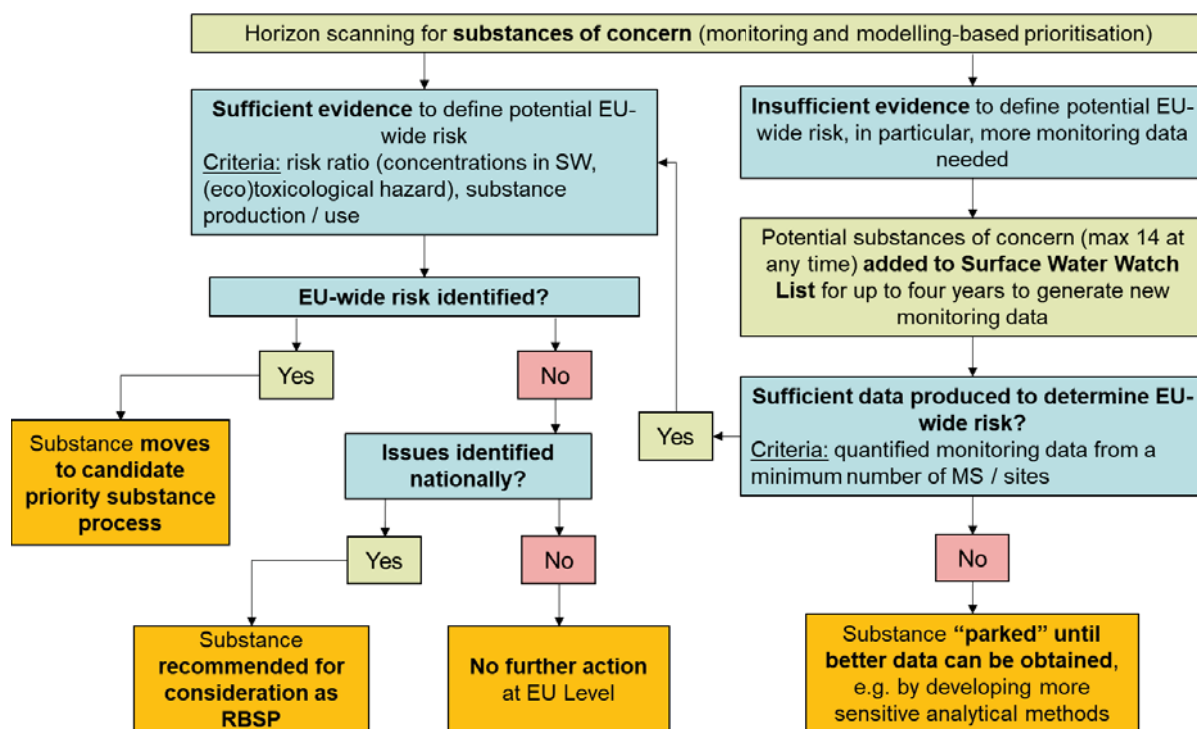 Horizon scanning for substances of concern (monitoring and modelling-based prioritisation)
Sufficient evidence to define potential EU-
wide risk
Criteria: risk ratio (concentrations in SW,
(eco)toxicological hazard), substance
production / use
Insufficient evidence to define potential EU-
wide risk, in particular, more monitoring data
needed
Potential substances of concern (max 14 at
any time) added to Surface Water Watch
List for up to four years to generate new
monitoring data
EU-wide risk identified?
Yes
No
Sufficient data produced to determine EU-
wide risk?
Criteria: quantified monitoring data from a
minimum number of MS / sites
Yes
Substance moves
to candidate
priority substance
process
Issues identified
nationally?
Yes
No
No
Substance
recommended for
consideration as
RBSP
No further action
at EU Level
Substance “parked” until
better data can be obtained,
e.g. by developing more
sensitive analytical methods